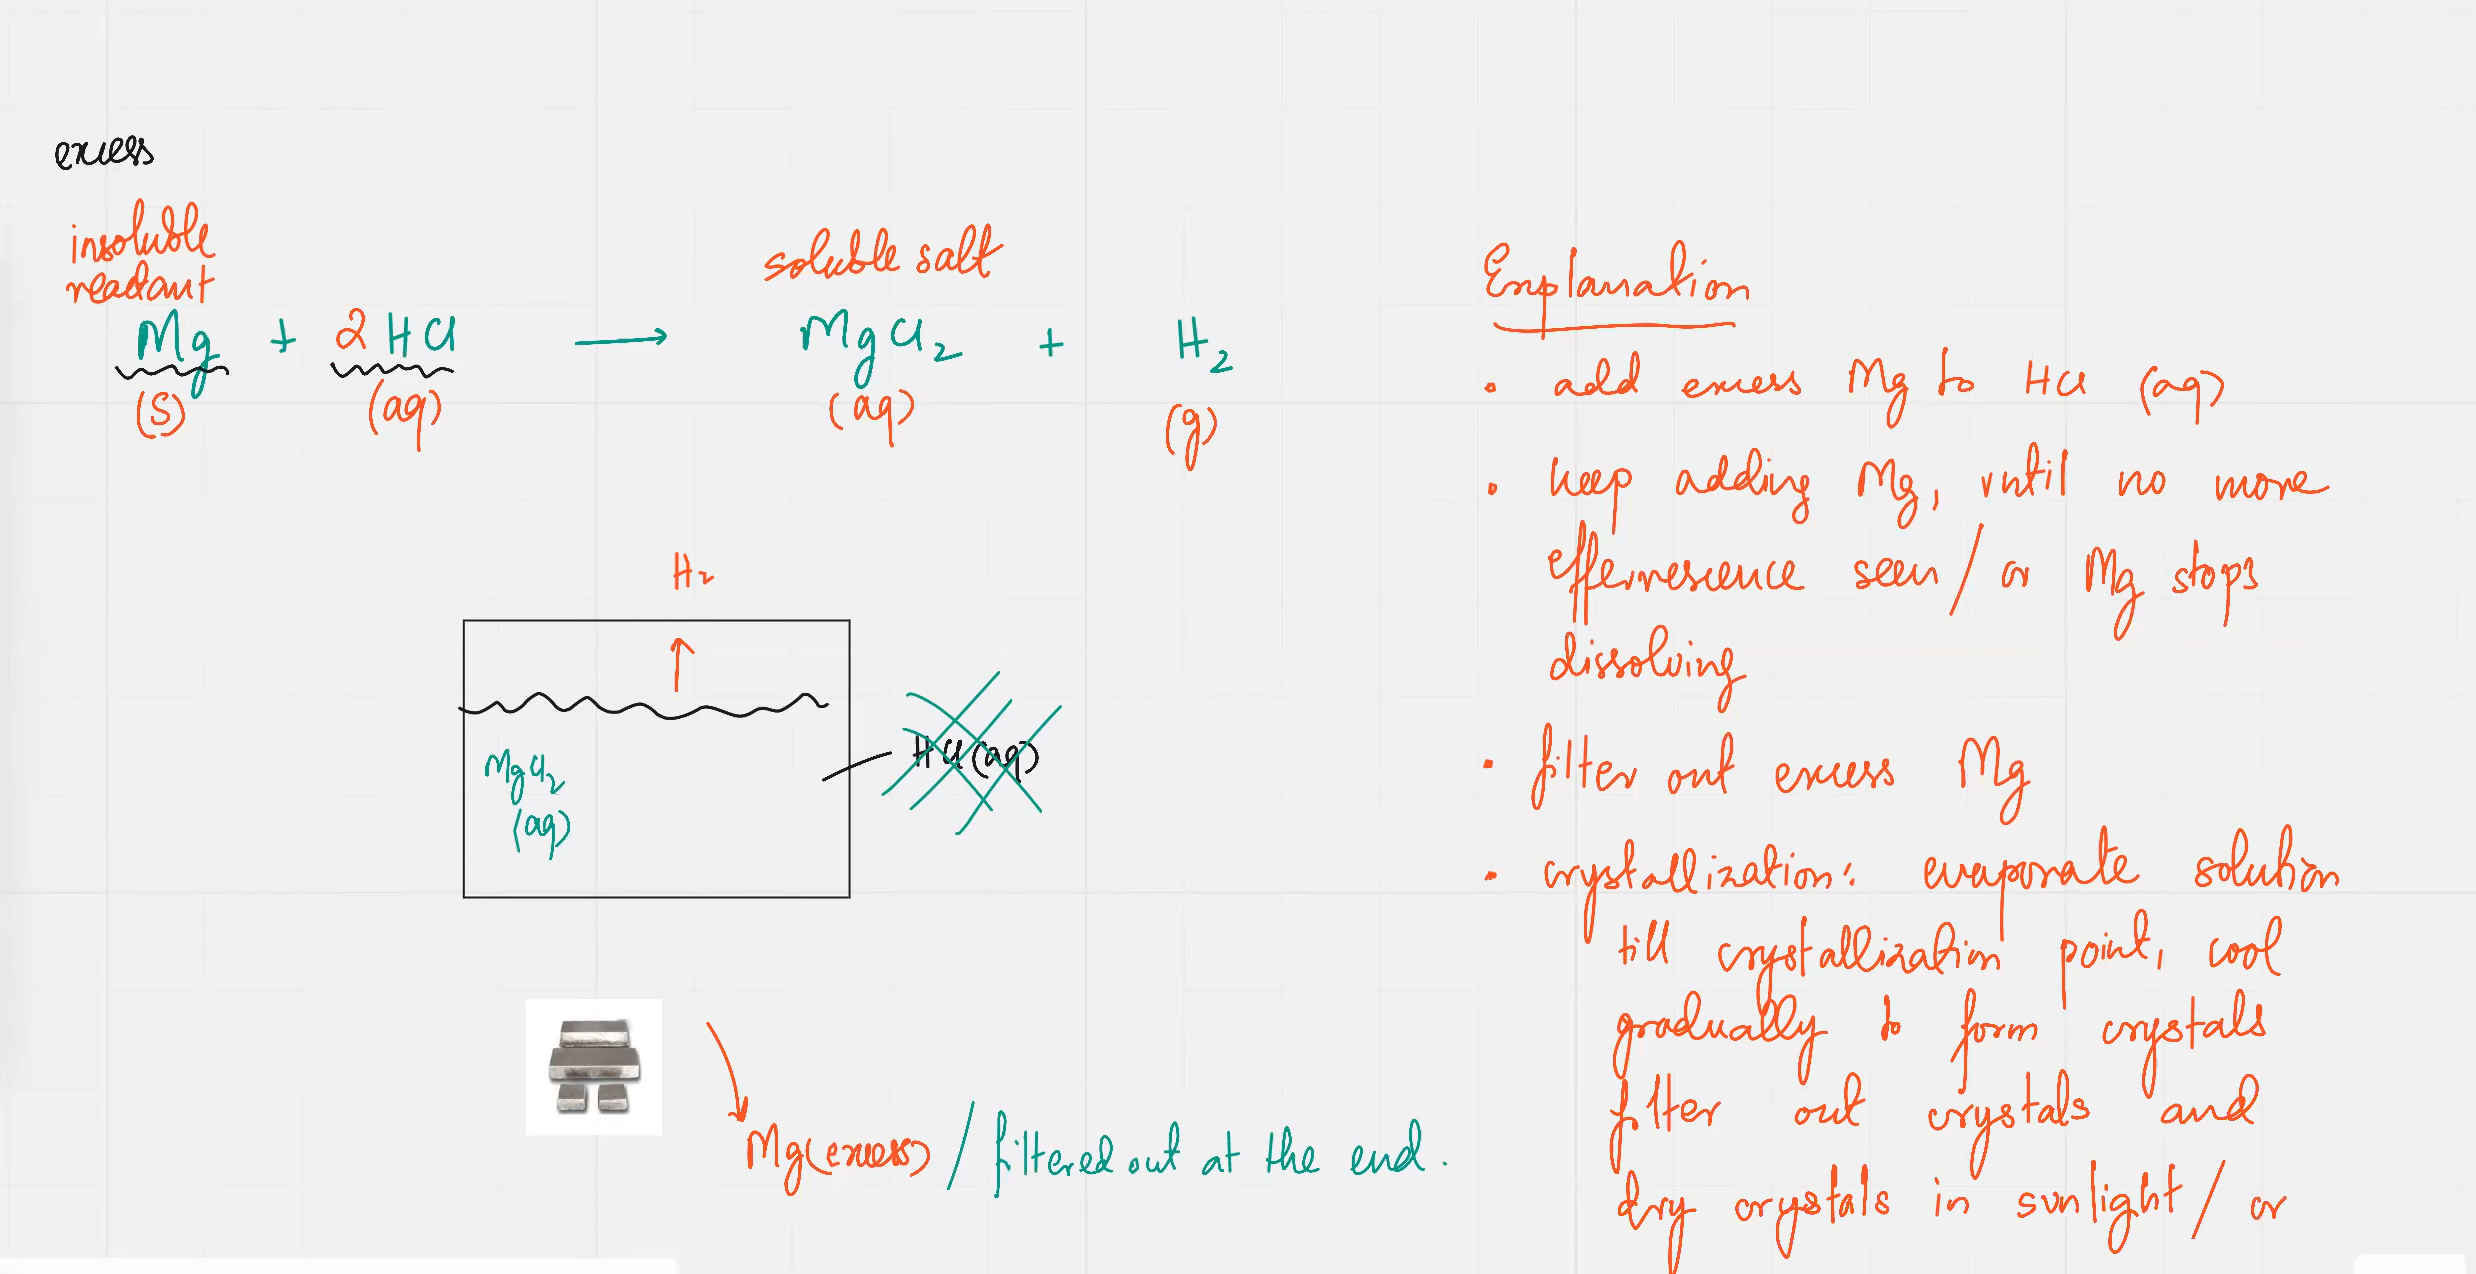 excess
insoluble
reactant
soluble salt
Mg + 2 HCl → MgCl₂ + H₂
(s) (aq) (aq) (g)
H₂
MgCl₂
(aq)
HCl (aq)
Mg (excess) / filtered out at the end.
Explanation
• add excess Mg to HCl (aq)
• keep adding Mg, until no more
effervescence seen / or Mg stops
dissolving
• filter out excess Mg
• crystallization: evaporate solution
till crystallization point, cool
gradually to form crystals
filter out crystals and
dry crystals in sunlight / or